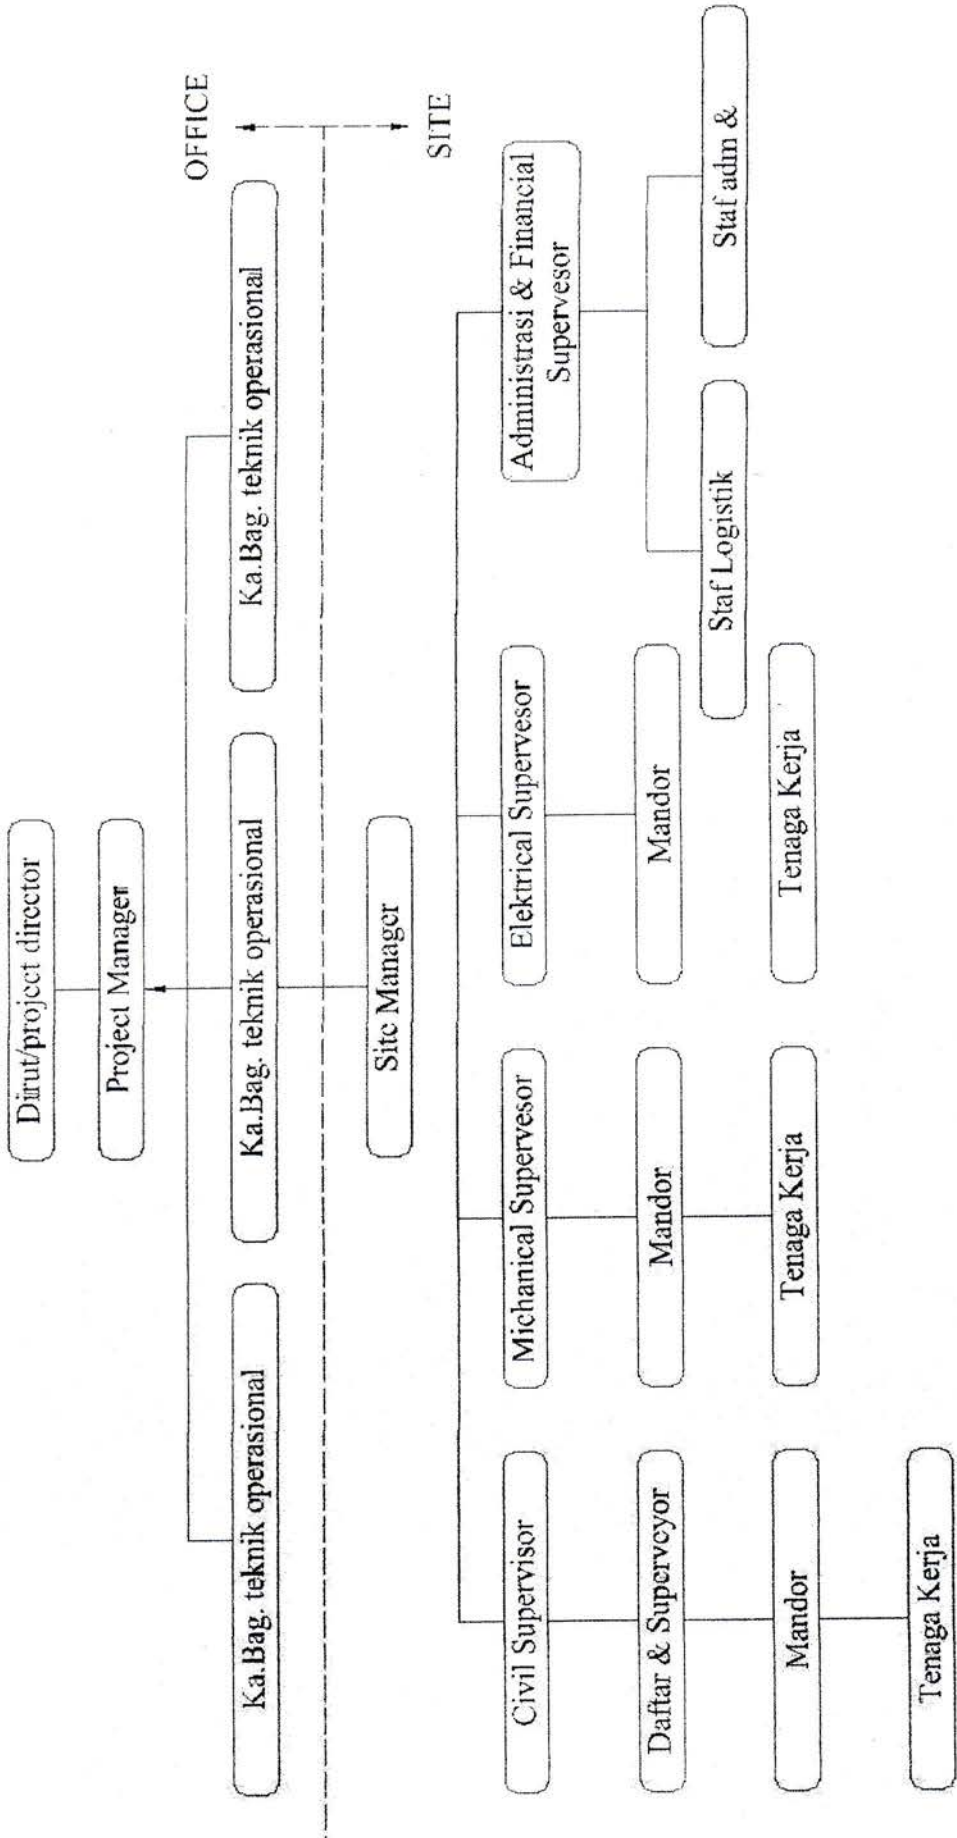 Dirut/project director
Project Manager
OFFICE
Ka.Bag. teknik operasional
Ka.Bag. teknik operasional
Ka.Bag. teknik operasional
SITE
Site Manager
Civil Supervisor
Michanical Supervesor
Elektrical Supervesor
Administrasi & Financial
Supervesor
Daftar & Superveyor
Mandor
Mandor
Staf Logistik
Staf adm &
Mandor
Tenaga Kerja
Tenaga Kerja
Tenaga Kerja